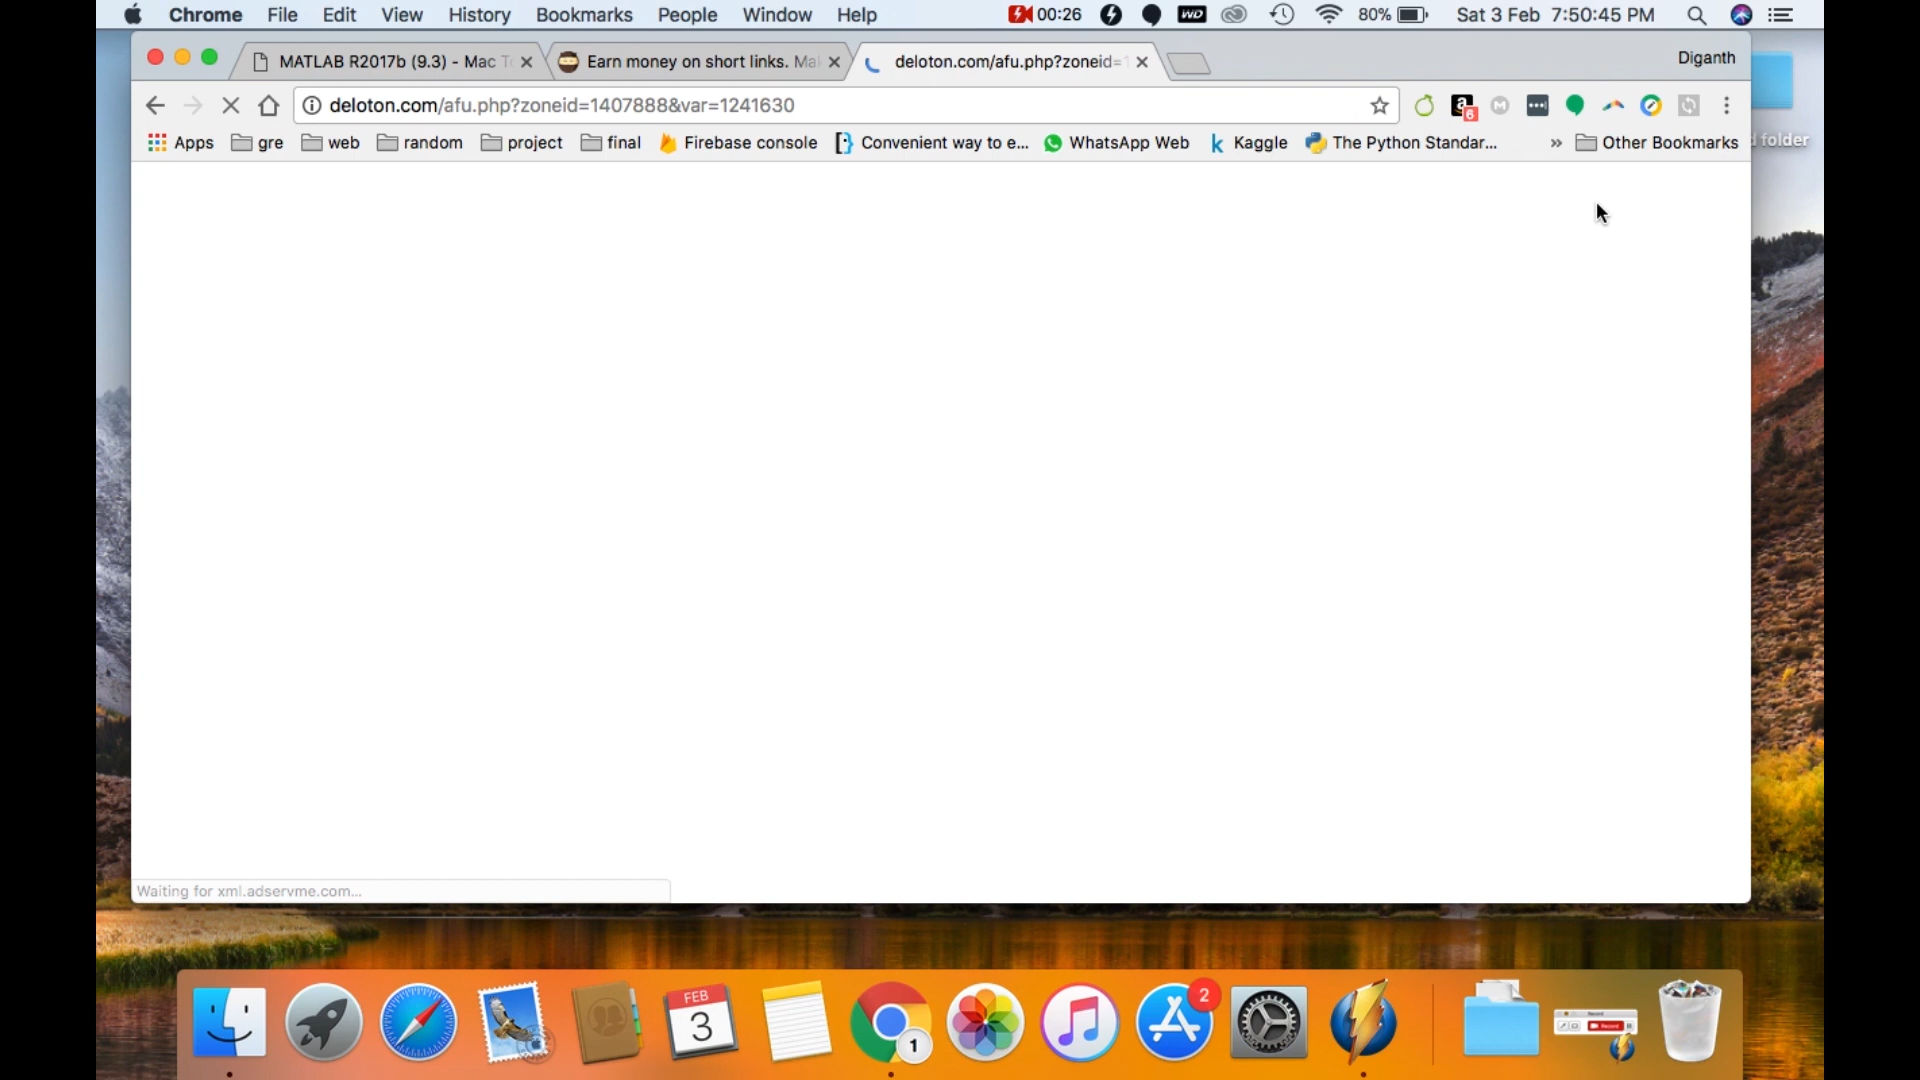 Chrome File Edit View History Bookmarks People Window Help 00:26 WD 80% Sat 3 Feb 7:50:45 PM
MATLAB R2017b (9.3) - Mac Earn money on short links. deloton.com/afu.php?zoneid= Diganth
deloton.com/afu.php?zoneid=1407888&var=1241630 a 6 M
Apps gre web random project final Firebase console Convenient way to e... WhatsApp Web k Kaggle The Python Standar... » Other Bookmarks folder
Waiting for xml.adservme.com...
FEB
3
1
2
Record